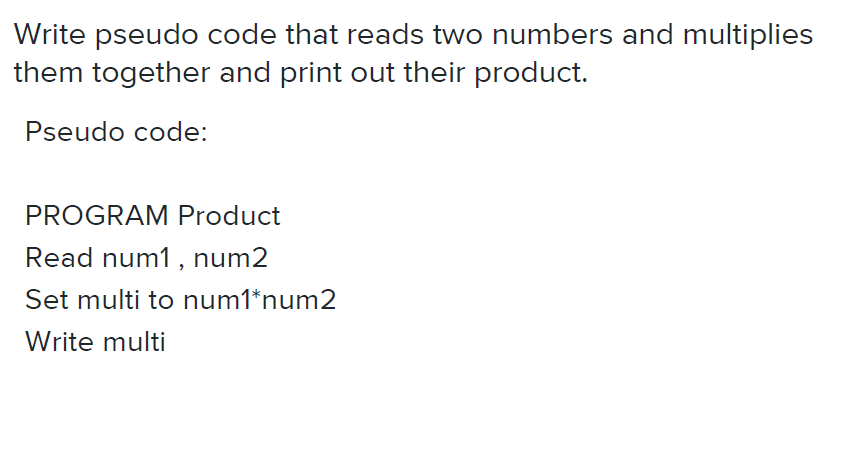 Write pseudo code that reads two numbers and multiplies
them together and print out their product.
Pseudo code:
PROGRAM Product
Read num1 , num2
Set multi to num1*num2
Write multi